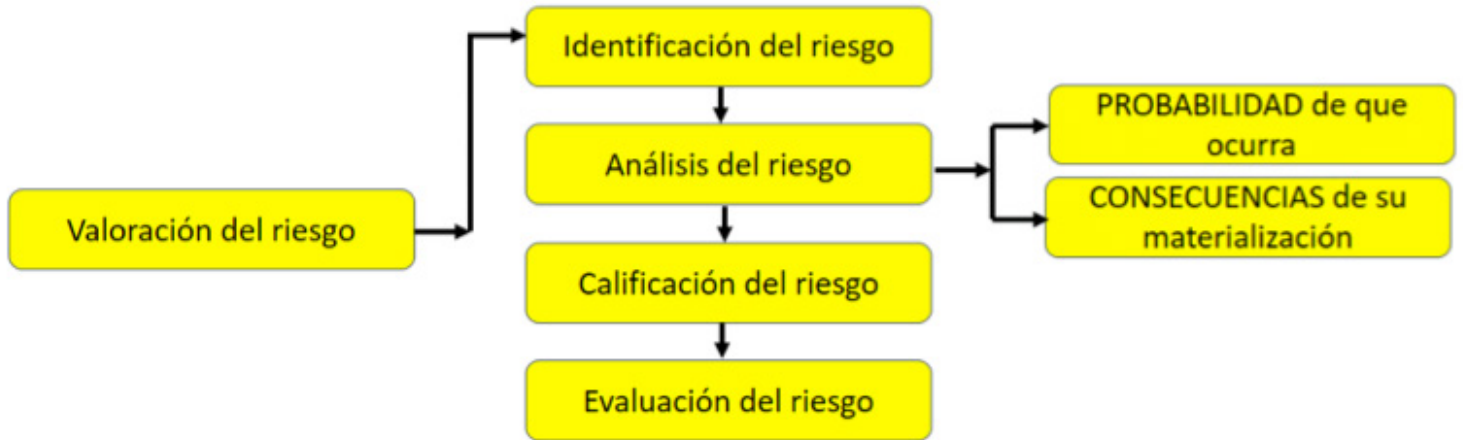 Identificación del riesgo
PROBABILIDAD de que
ocurra
Análisis del riesgo
CONSECUENCIAS de su
materialización
Valoración del riesgo
Calificación del riesgo
Evaluación del riesgo